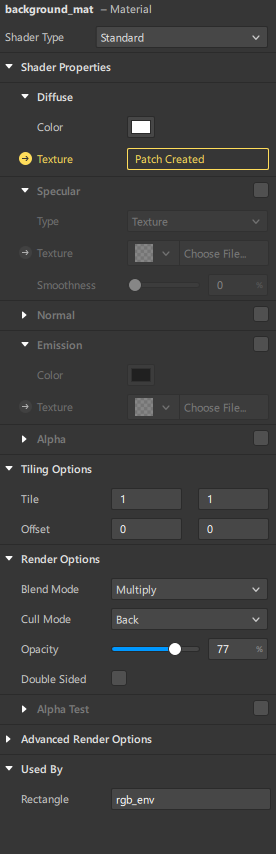 background_mat – Material
Shader Type Standard
Shader Properties
Diffuse
Color
Texture Patch Created
Specular
Type Texture
Texture Choose File...
Smoothness 0 %
Normal
Emission
Color
Texture Choose File...
Alpha
Tiling Options
Tile 1 1
Offset 0 0
Render Options
Blend Mode Multiply
Cull Mode Back
Opacity 77 %
Double Sided
Alpha Test
Advanced Render Options
Used By
Rectangle rgb_env